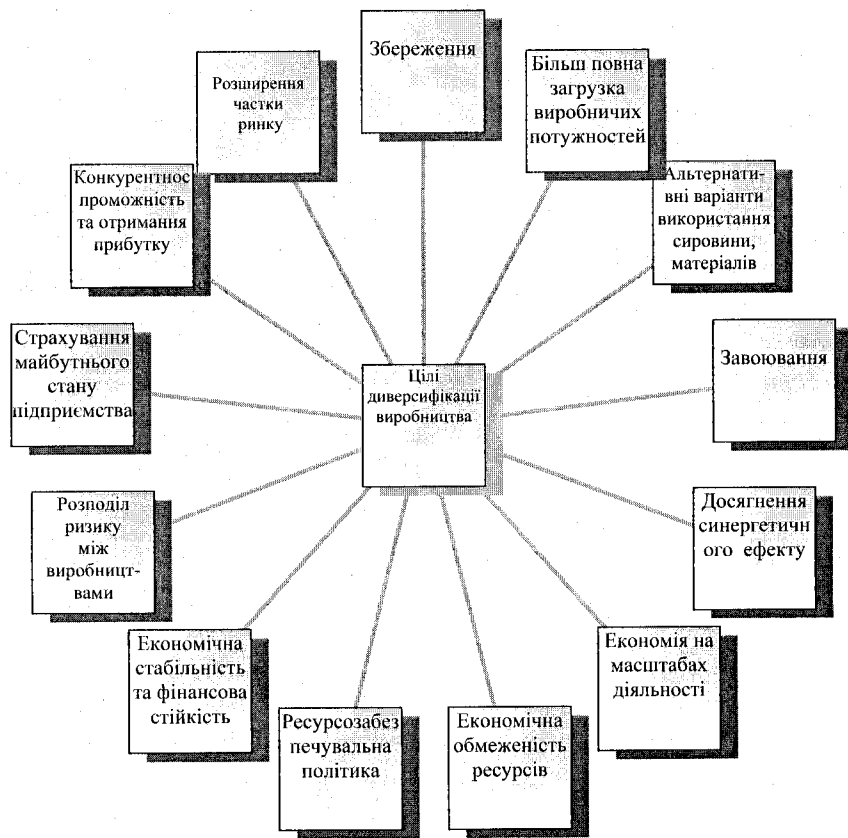 Збереження
Більш повна
загрузка
виробничих
потужностей
Розширення
частки
ринку
Конкурентнос
проможність
та отримання
прибутку
Альтернати-
вні варіанти
використання
сировини,
матеріалів
Страхування
майбутнього
стану
підприємства
Цілі
диверсифікації
виробництва
Завоювання
Розподіл
ризику
між
виробницт-
вами
Досягнення
синергетичн
ого ефекту
Економічна
стабільність
та фінансова
стійкість
Ресурсозабез
печувальна
політика
Економічна
обмеженість
ресурсів
Економія на
масштабах
діяльності